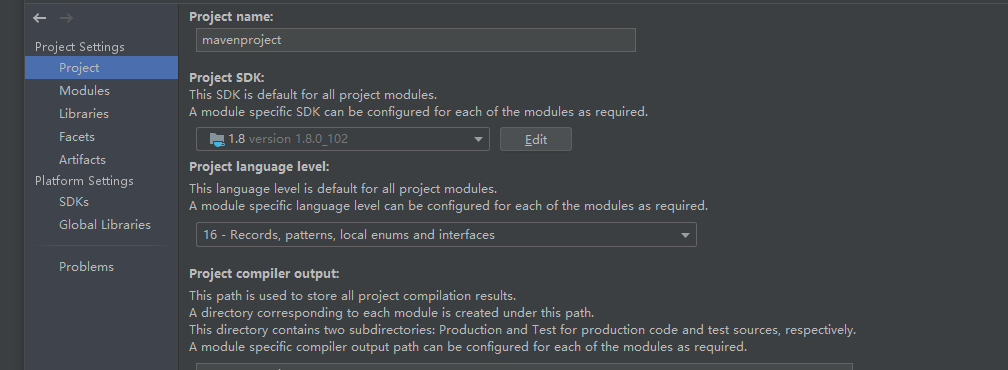 Project name:
mavenproject
Project Settings
Project
Modules
Libraries
Facets
Artifacts
Platform Settings
SDKs
Global Libraries
Problems
Project SDK:
This SDK is default for all project modules.
A module specific SDK can be configured for each of the modules as required.
1.8 version 1.8.0_102
Edit
Project language level:
This language level is default for all project modules.
A module specific language level can be configured for each of the modules as required.
16 - Records, patterns, local enums and interfaces
Project compiler output:
This path is used to store all project compilation results.
A directory corresponding to each module is created under this path.
This directory contains two subdirectories: Production and Test for production code and test sources, respectively.
A module specific compiler output path can be configured for each of the modules as required.